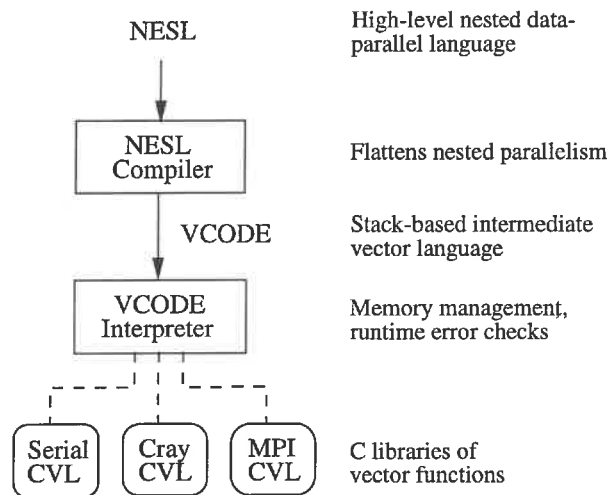 NESL
High-level nested data-
parallel language
NESL
Compiler
Flattens nested parallelism
VCODE
Stack-based intermediate
vector language
VCODE
Interpreter
Memory management,
runtime error checks
Serial
CVL
Cray
CVL
MPI
CVL
C libraries of
vector functions